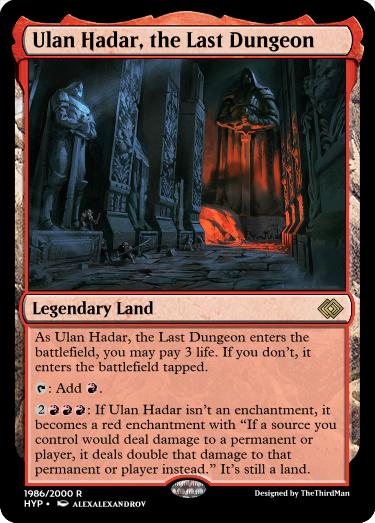 Ulan Hadar, the Last Dungeon
Legendary Land
As Ulan Hadar, the Last Dungeon enters the
battlefield, you may pay 3 life. If you don't, it
enters the battlefield tapped.
: Add .
2: If Ulan Hadar isn't an enchantment, it
becomes a red enchantment with “If a source you
control would deal damage to a permanent or
player, it deals double that damage to that
permanent or player instead.” It's still a land.
1986/2000 R
HYP • ALEXALEXANDROV
Designed by TheThirdMan